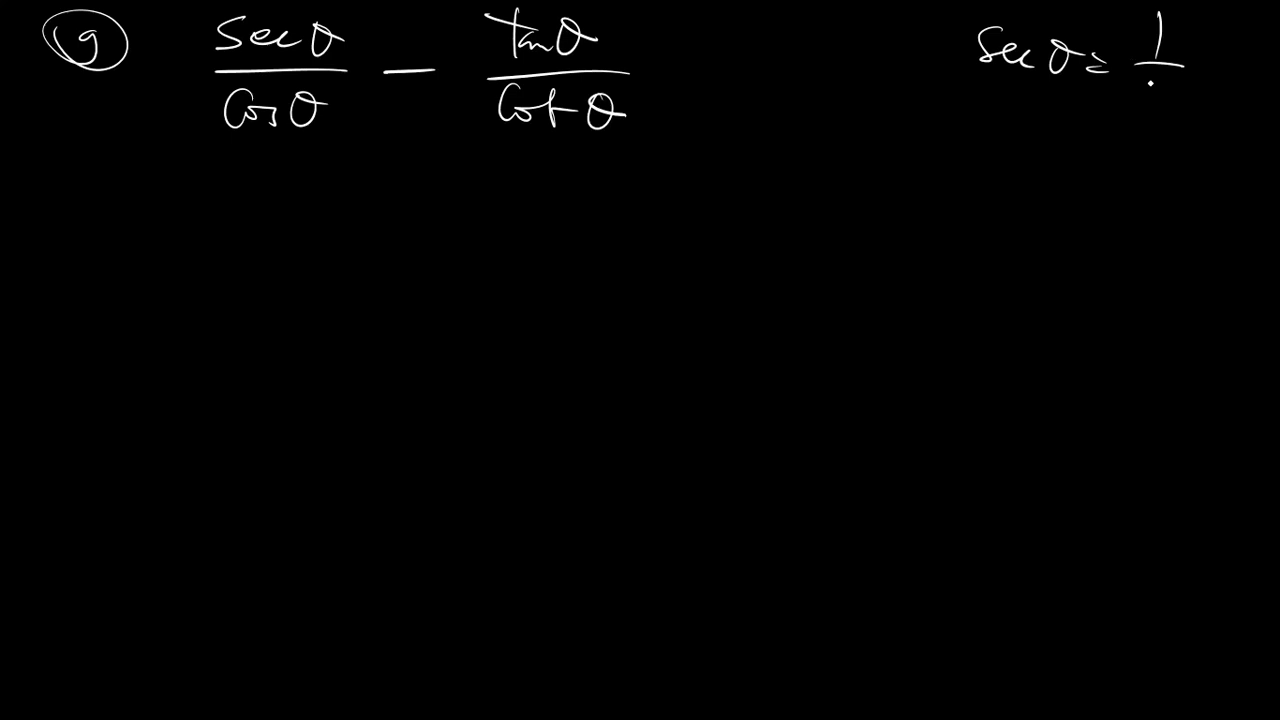 9 secθ/cosθ − tanθ/cotθ
secθ = 1/